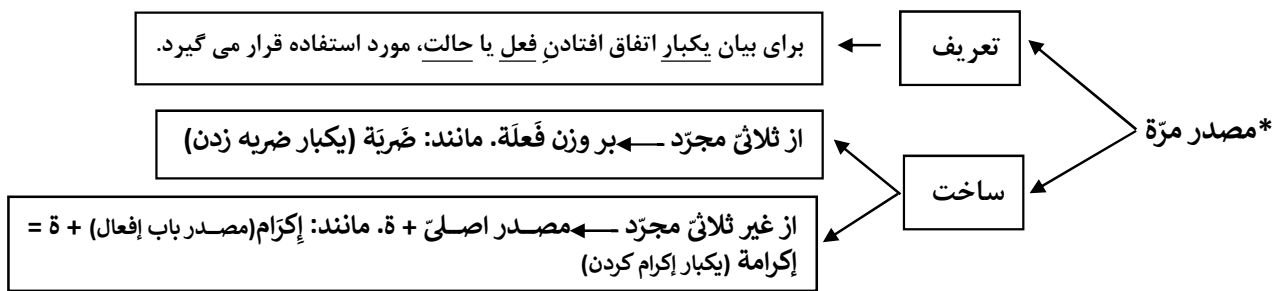 *مصدر مرّة
تعریف
برای بیان یکبار اتفاق افتادنِ فعل یا حالت، مورد استفاده قرار می گیرد.
ساخت
از ثلاثیّ مجرّد بر وزن فَعلَة. مانند: ضَربَة (یکبار ضربه زدن)
از غیر ثلاثیّ مجرّد مصدر اصلیّ + ة. مانند: إِکرَام(مصدر باب إفعال) + ة =
إکرامة (یکبار إکرام کردن)